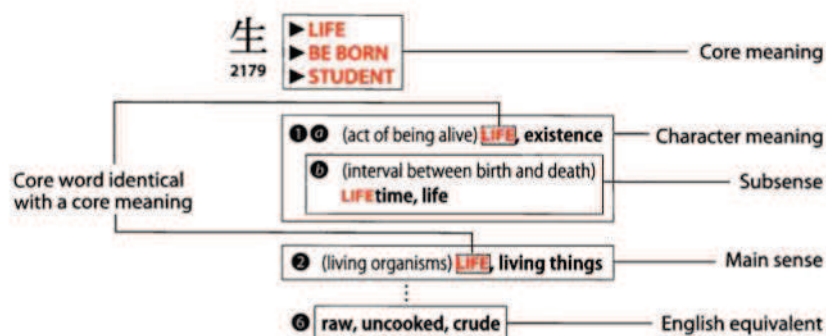 生
2179
▶ LIFE
▶ BE BORN
▶ STUDENT
Core meaning
❶ⓐ (act of being alive) LIFE, existence
Character meaning
ⓑ (interval between birth and death)
LIFEtime, life
Subsense
Core word identical
with a core meaning
❷ (living organisms) LIFE, living things
Main sense
❻ raw, uncooked, crude
English equivalent